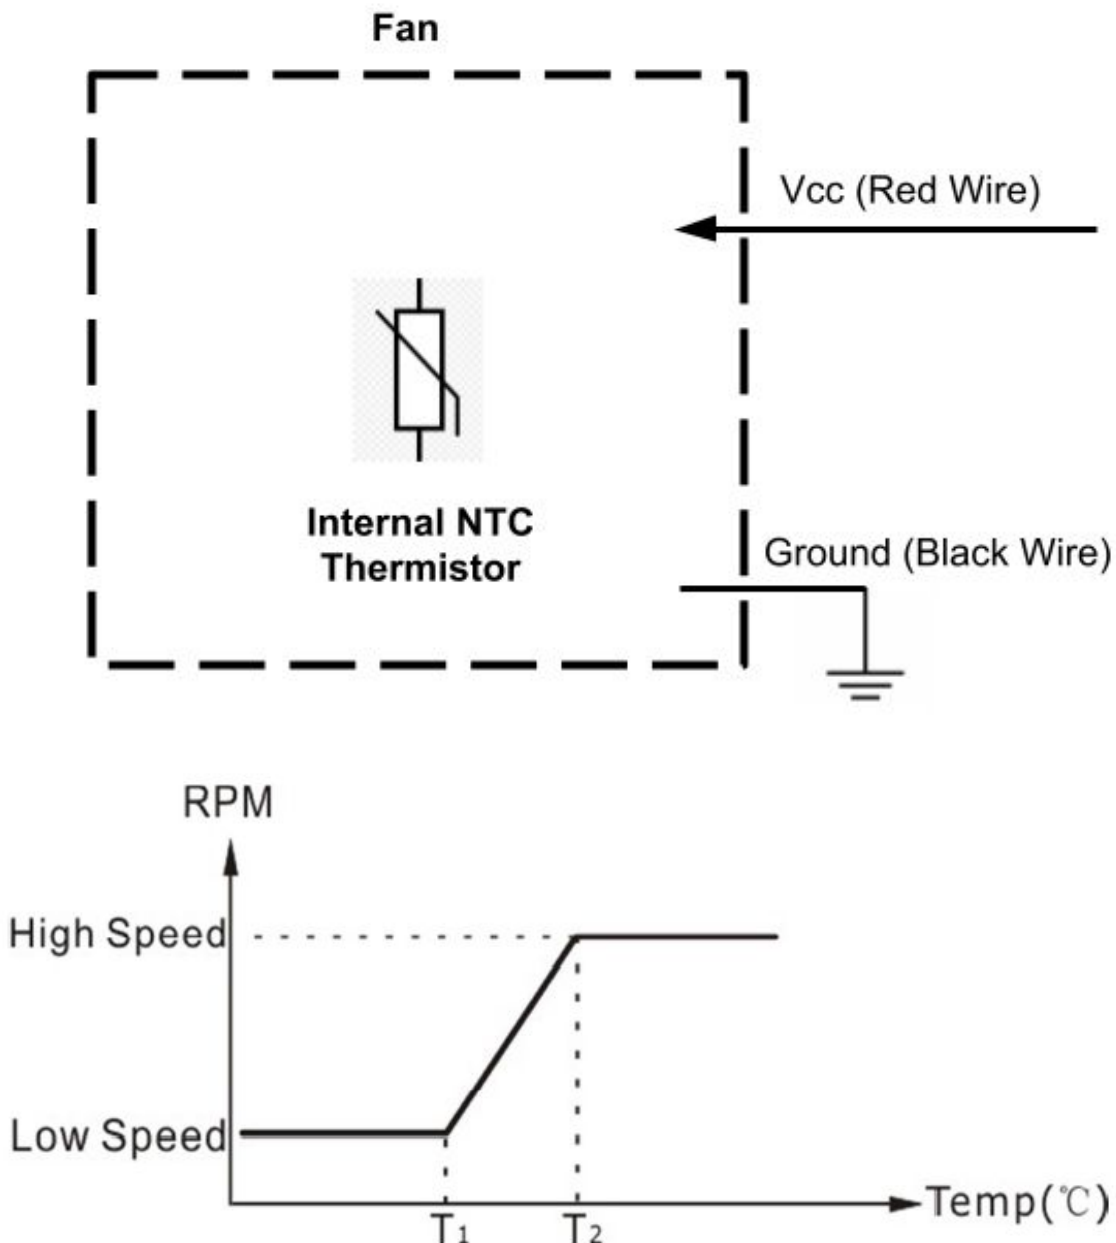 Fan
Vcc (Red Wire)
Internal NTC
Thermistor
Ground (Black Wire)
RPM
High Speed
Low Speed
Temp(℃)
T1
T2